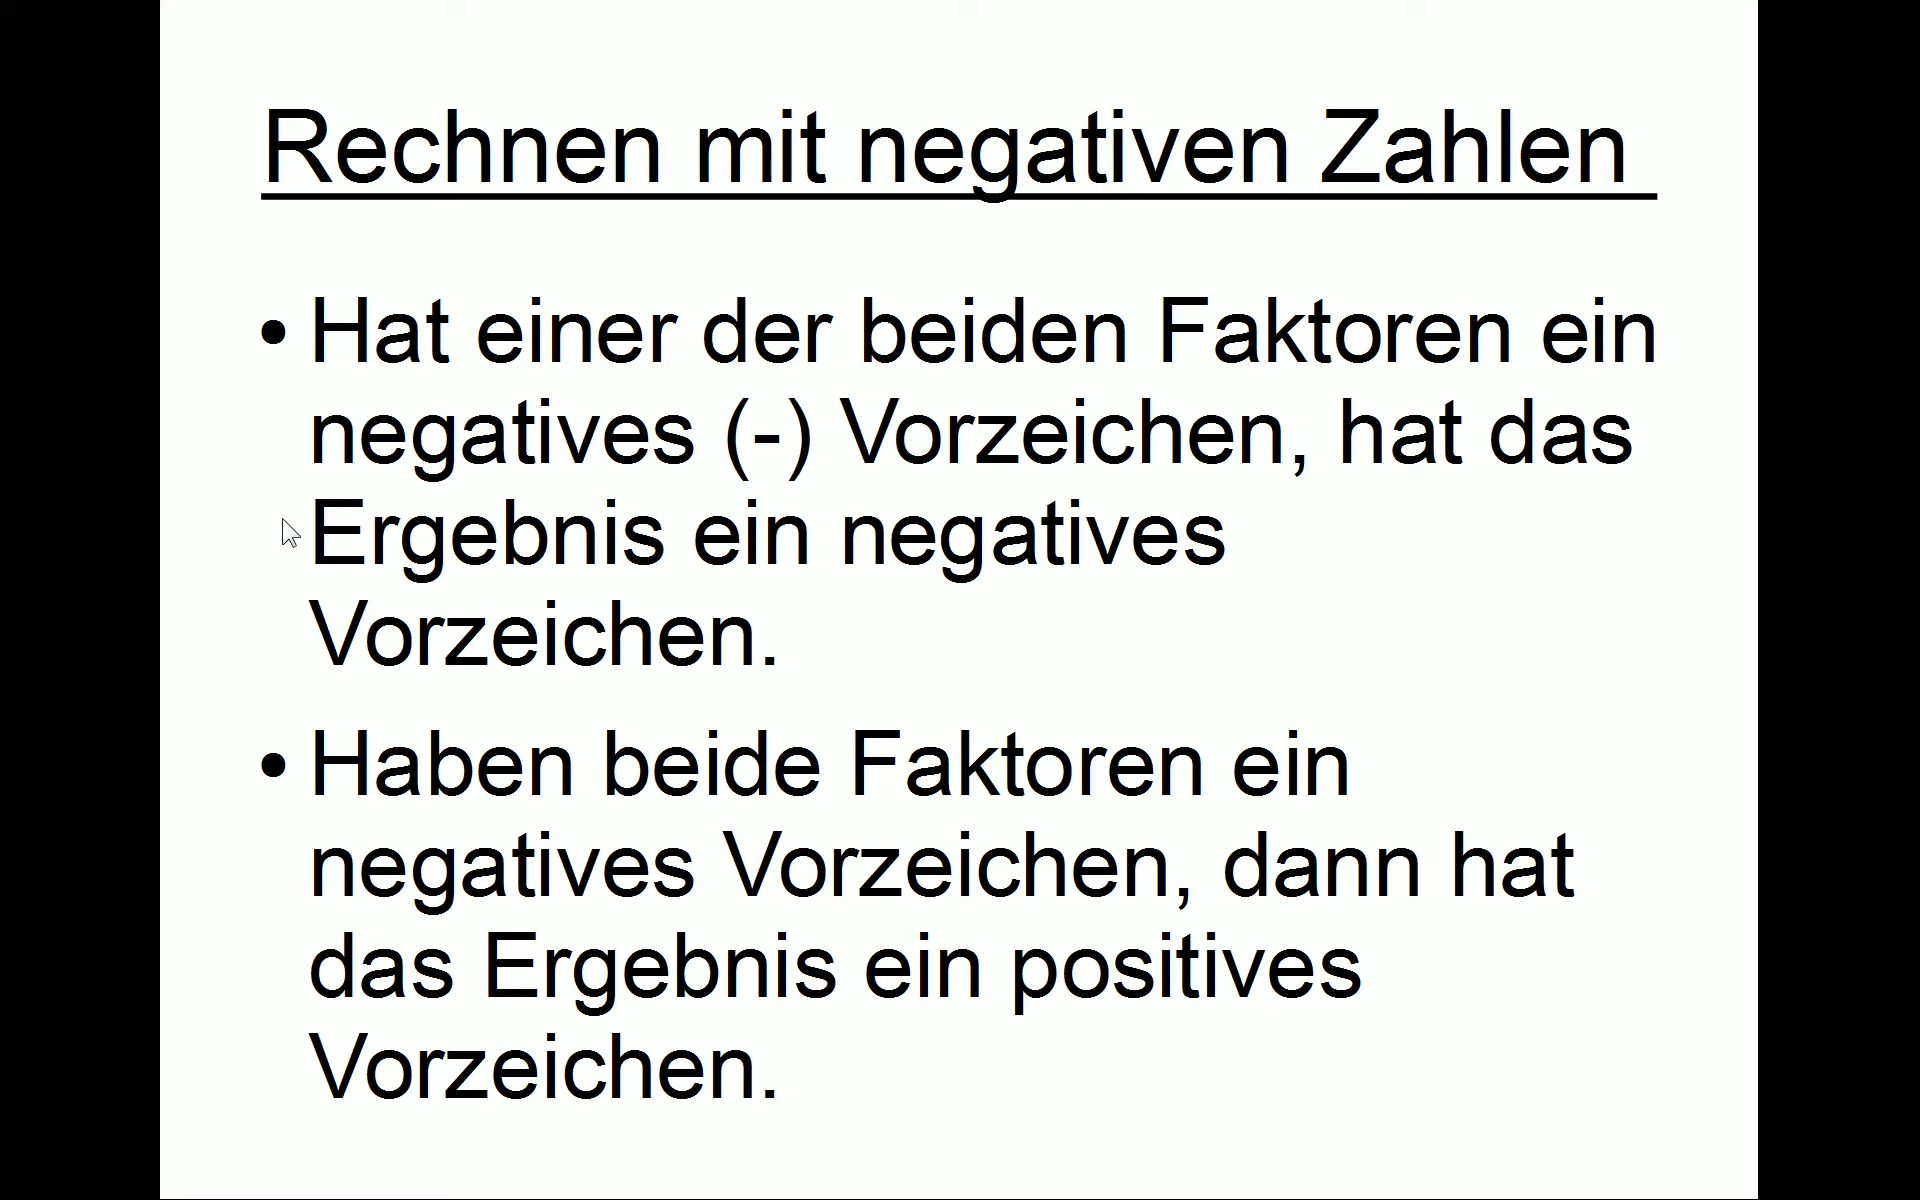 Rechnen mit negativen Zahlen
• Hat einer der beiden Faktoren ein
negatives (-) Vorzeichen, hat das
Ergebnis ein negatives
Vorzeichen.
• Haben beide Faktoren ein
negatives Vorzeichen, dann hat
das Ergebnis ein positives
Vorzeichen.